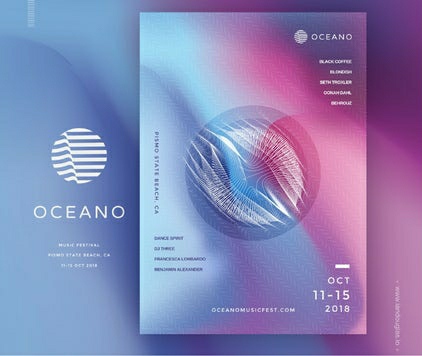 OCEANO
MUSIC FESTIVAL
PISMO STATE BEACH, CA
11-15 OCT 2018
OCEANO
BLACK COFFEE
BLONDISH
SETH TROXLER
OONAH DAHL
BEHROUZ
PISMO STATE BEACH, CA
DANCE SPIRIT
DJ THREE
FRANCESCA LOMBARDO
BENJAMIN ALEXANDER
OCEANOMUSICFEST.COM
OCT
11-15
2018